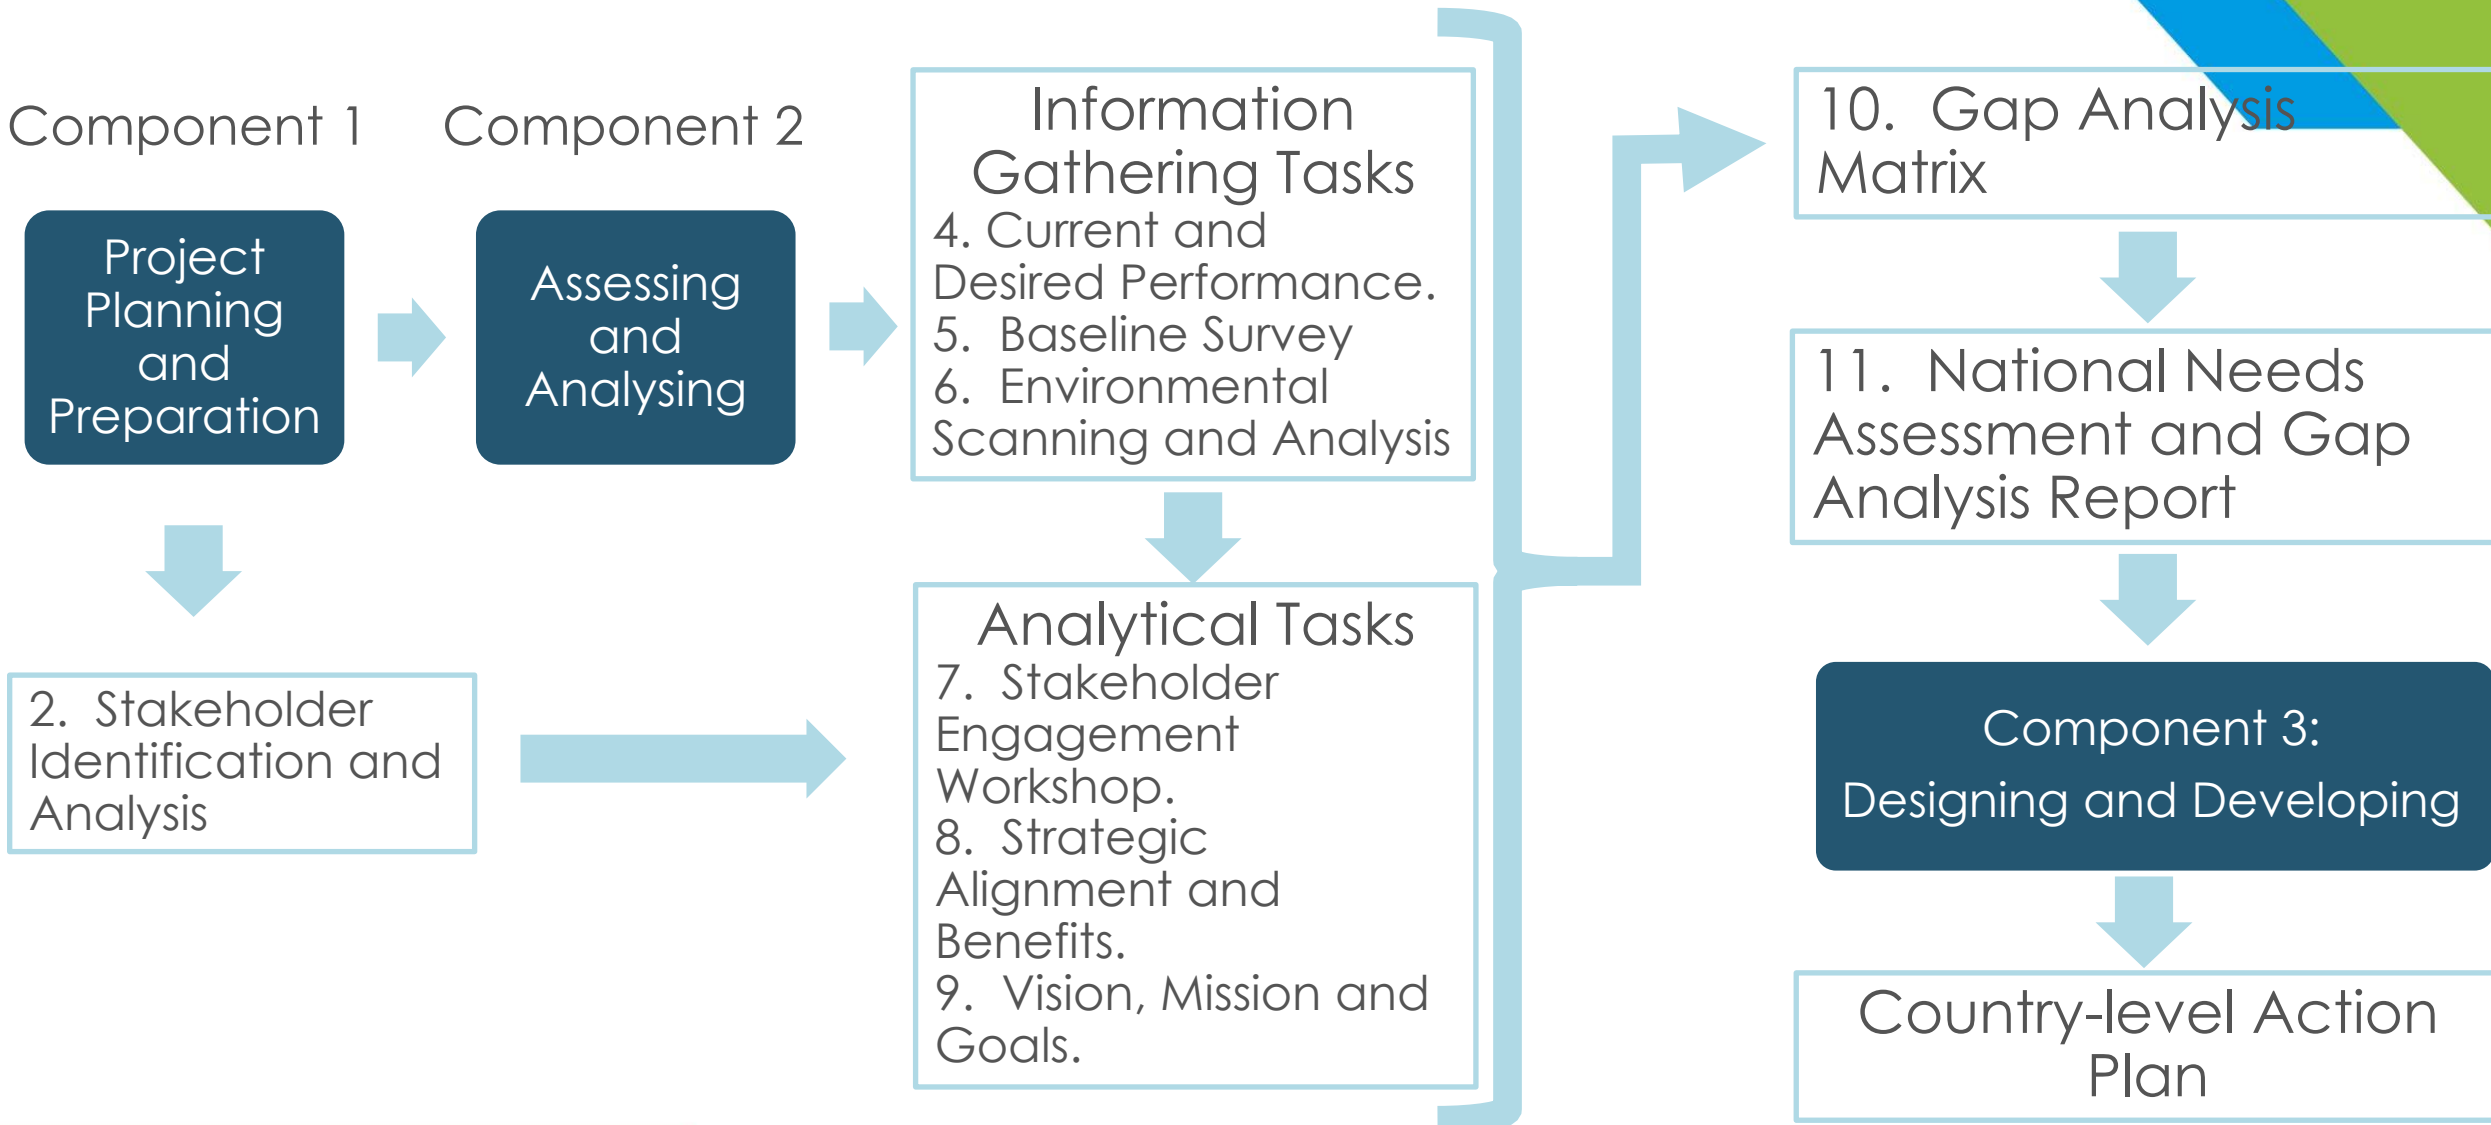 Component 1
Project
Planning
and
Preparation
2.  Stakeholder
Identification and
Analysis
Component 2
Assessing
and
Analysing
Information
Gathering Tasks
4. Current and
Desired Performance.
5.  Baseline Survey
6.  Environmental
Scanning and Analysis
Analytical Tasks
7.  Stakeholder
Engagement
Workshop.
8.  Strategic
Alignment and
Benefits.
9.  Vision, Mission and
Goals.
10.  Gap Analysis
Matrix
11.  National Needs
Assessment and Gap
Analysis Report
Component 3:
Designing and Developing
Country-level Action
Plan